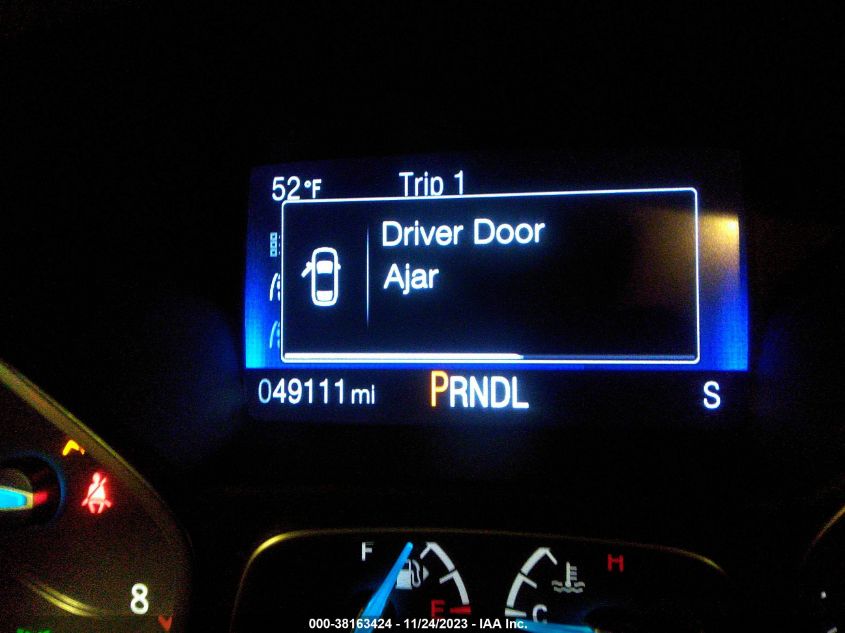 52°F Trip 1
Driver Door
Ajar
049111 mi PRNDL S
F H
8 E C
000-38163424 - 11/24/2023 - IAA Inc.